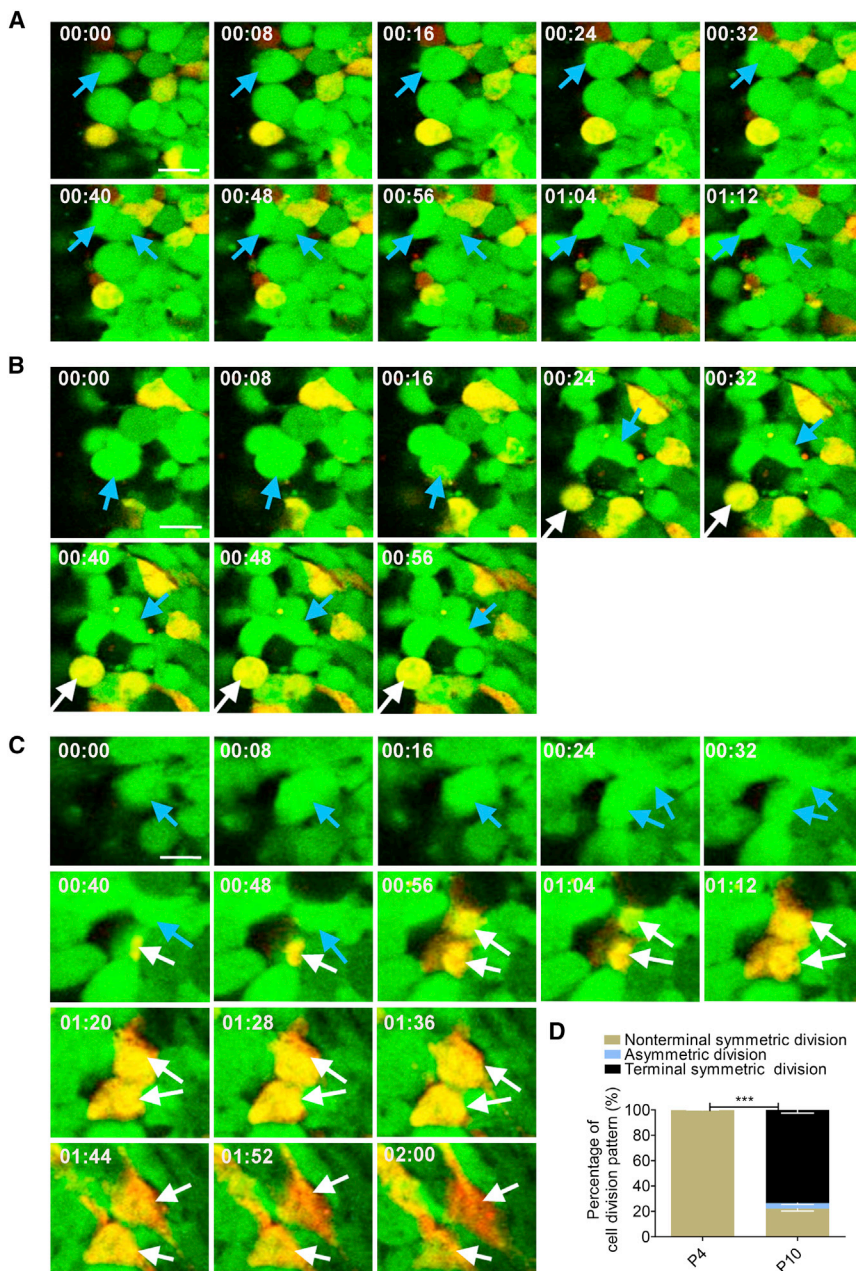 A
00:00 00:08 00:16 00:24 00:32
00:40 00:48 00:56 01:04 01:12
B
00:00 00:08 00:16 00:24 00:32
00:40 00:48 00:56
C
00:00 00:08 00:16 00:24 00:32
00:40 00:48 00:56 01:04 01:12
01:20 01:28 01:36
01:44 01:52 02:00
D
Nonterminal symmetric division
Asymmetric division
Terminal symmetric division
***
Percentage of
cell division pattern (%)
100
80
60
40
20
0
P4 P10